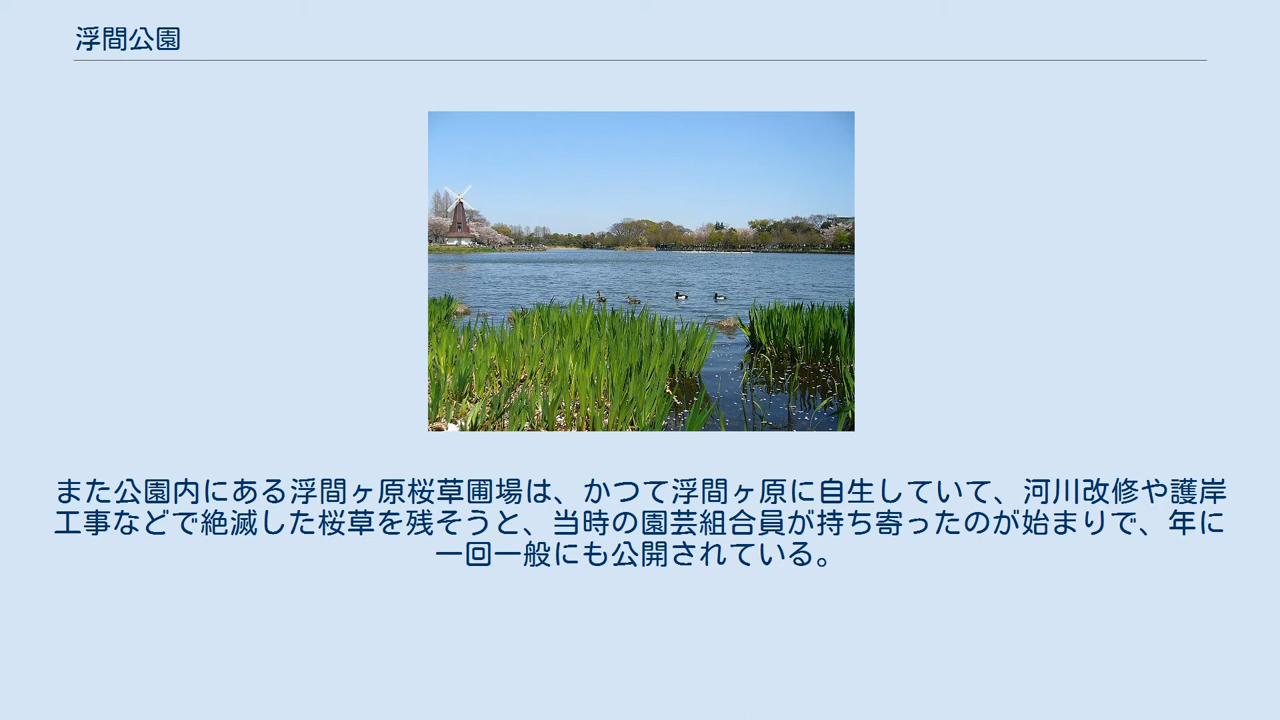 浮間公園
また公園内にある浮間ヶ原桜草圃場は、かつて浮間ヶ原に自生していて、河川改修や護岸
工事などで絶滅した桜草を残そうと、当時の園芸組合員が持ち寄ったのが始まりで、年に
一回一般にも公開されている。